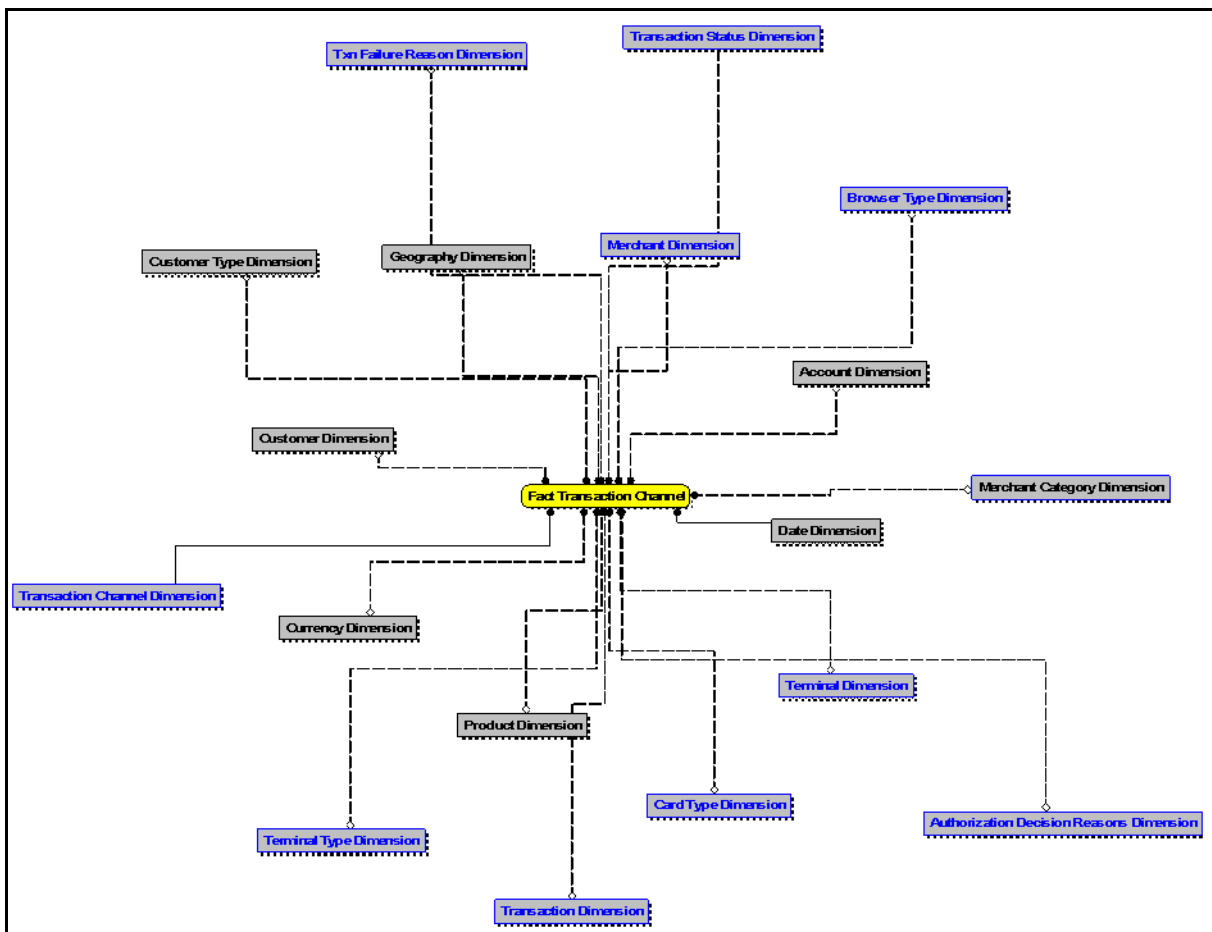 Transaction Status Dimension
Txn Failure Reason Dimension
Browser Type Dimension
Merchant Dimension
Geography Dimension
Customer Type Dimension
Account Dimension
Customer Dimension
Merchant Category Dimension
Fact Transaction Channel
Date Dimension
Transaction Channel Dimension
Currency Dimension
Terminal Dimension
Product Dimension
Card Type Dimension
Authorization Decision Reasons Dimension
Terminal Type Dimension
Transaction Dimension